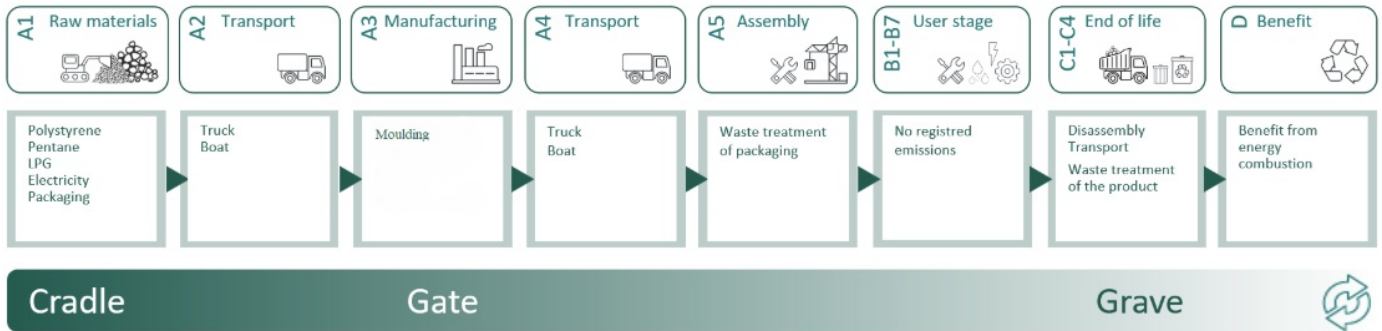 A1 Raw materials
A2 Transport
A3 Manufacturing
A4 Transport
A5 Assembly
B1-B7 User stage
C1-C4 End of life
D Benefit
Polystyrene
Pentane
LPG
Electricity
Packaging
Truck
Boat
Moulding
Truck
Boat
Waste treatment
of packaging
No registred
emissions
Disassembly
Transport
Waste treatment
of the product
Benefit from
energy
combustion
Cradle
Gate
Grave